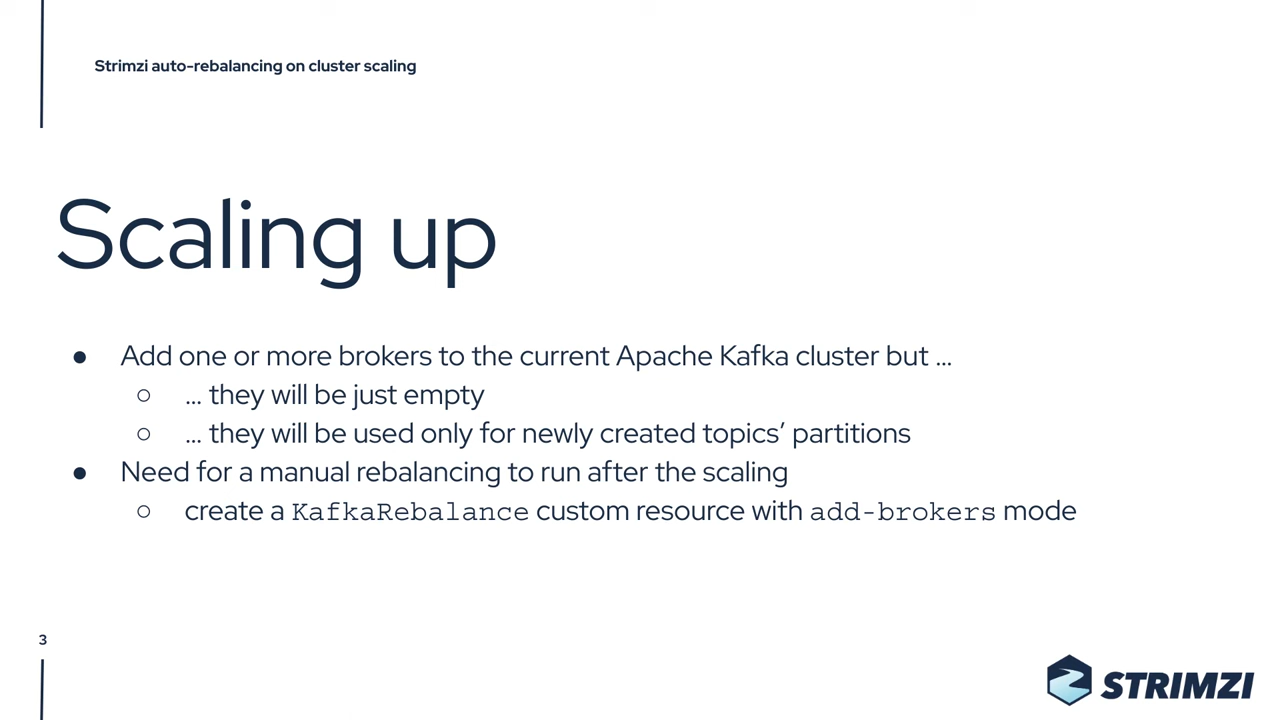 Strimzi auto-rebalancing on cluster scaling
Scaling up
● Add one or more brokers to the current Apache Kafka cluster but …
○ … they will be just empty
○ … they will be used only for newly created topics’ partitions
● Need for a manual rebalancing to run after the scaling
○ create a KafkaRebalance custom resource with add-brokers mode
3
STRIMZI